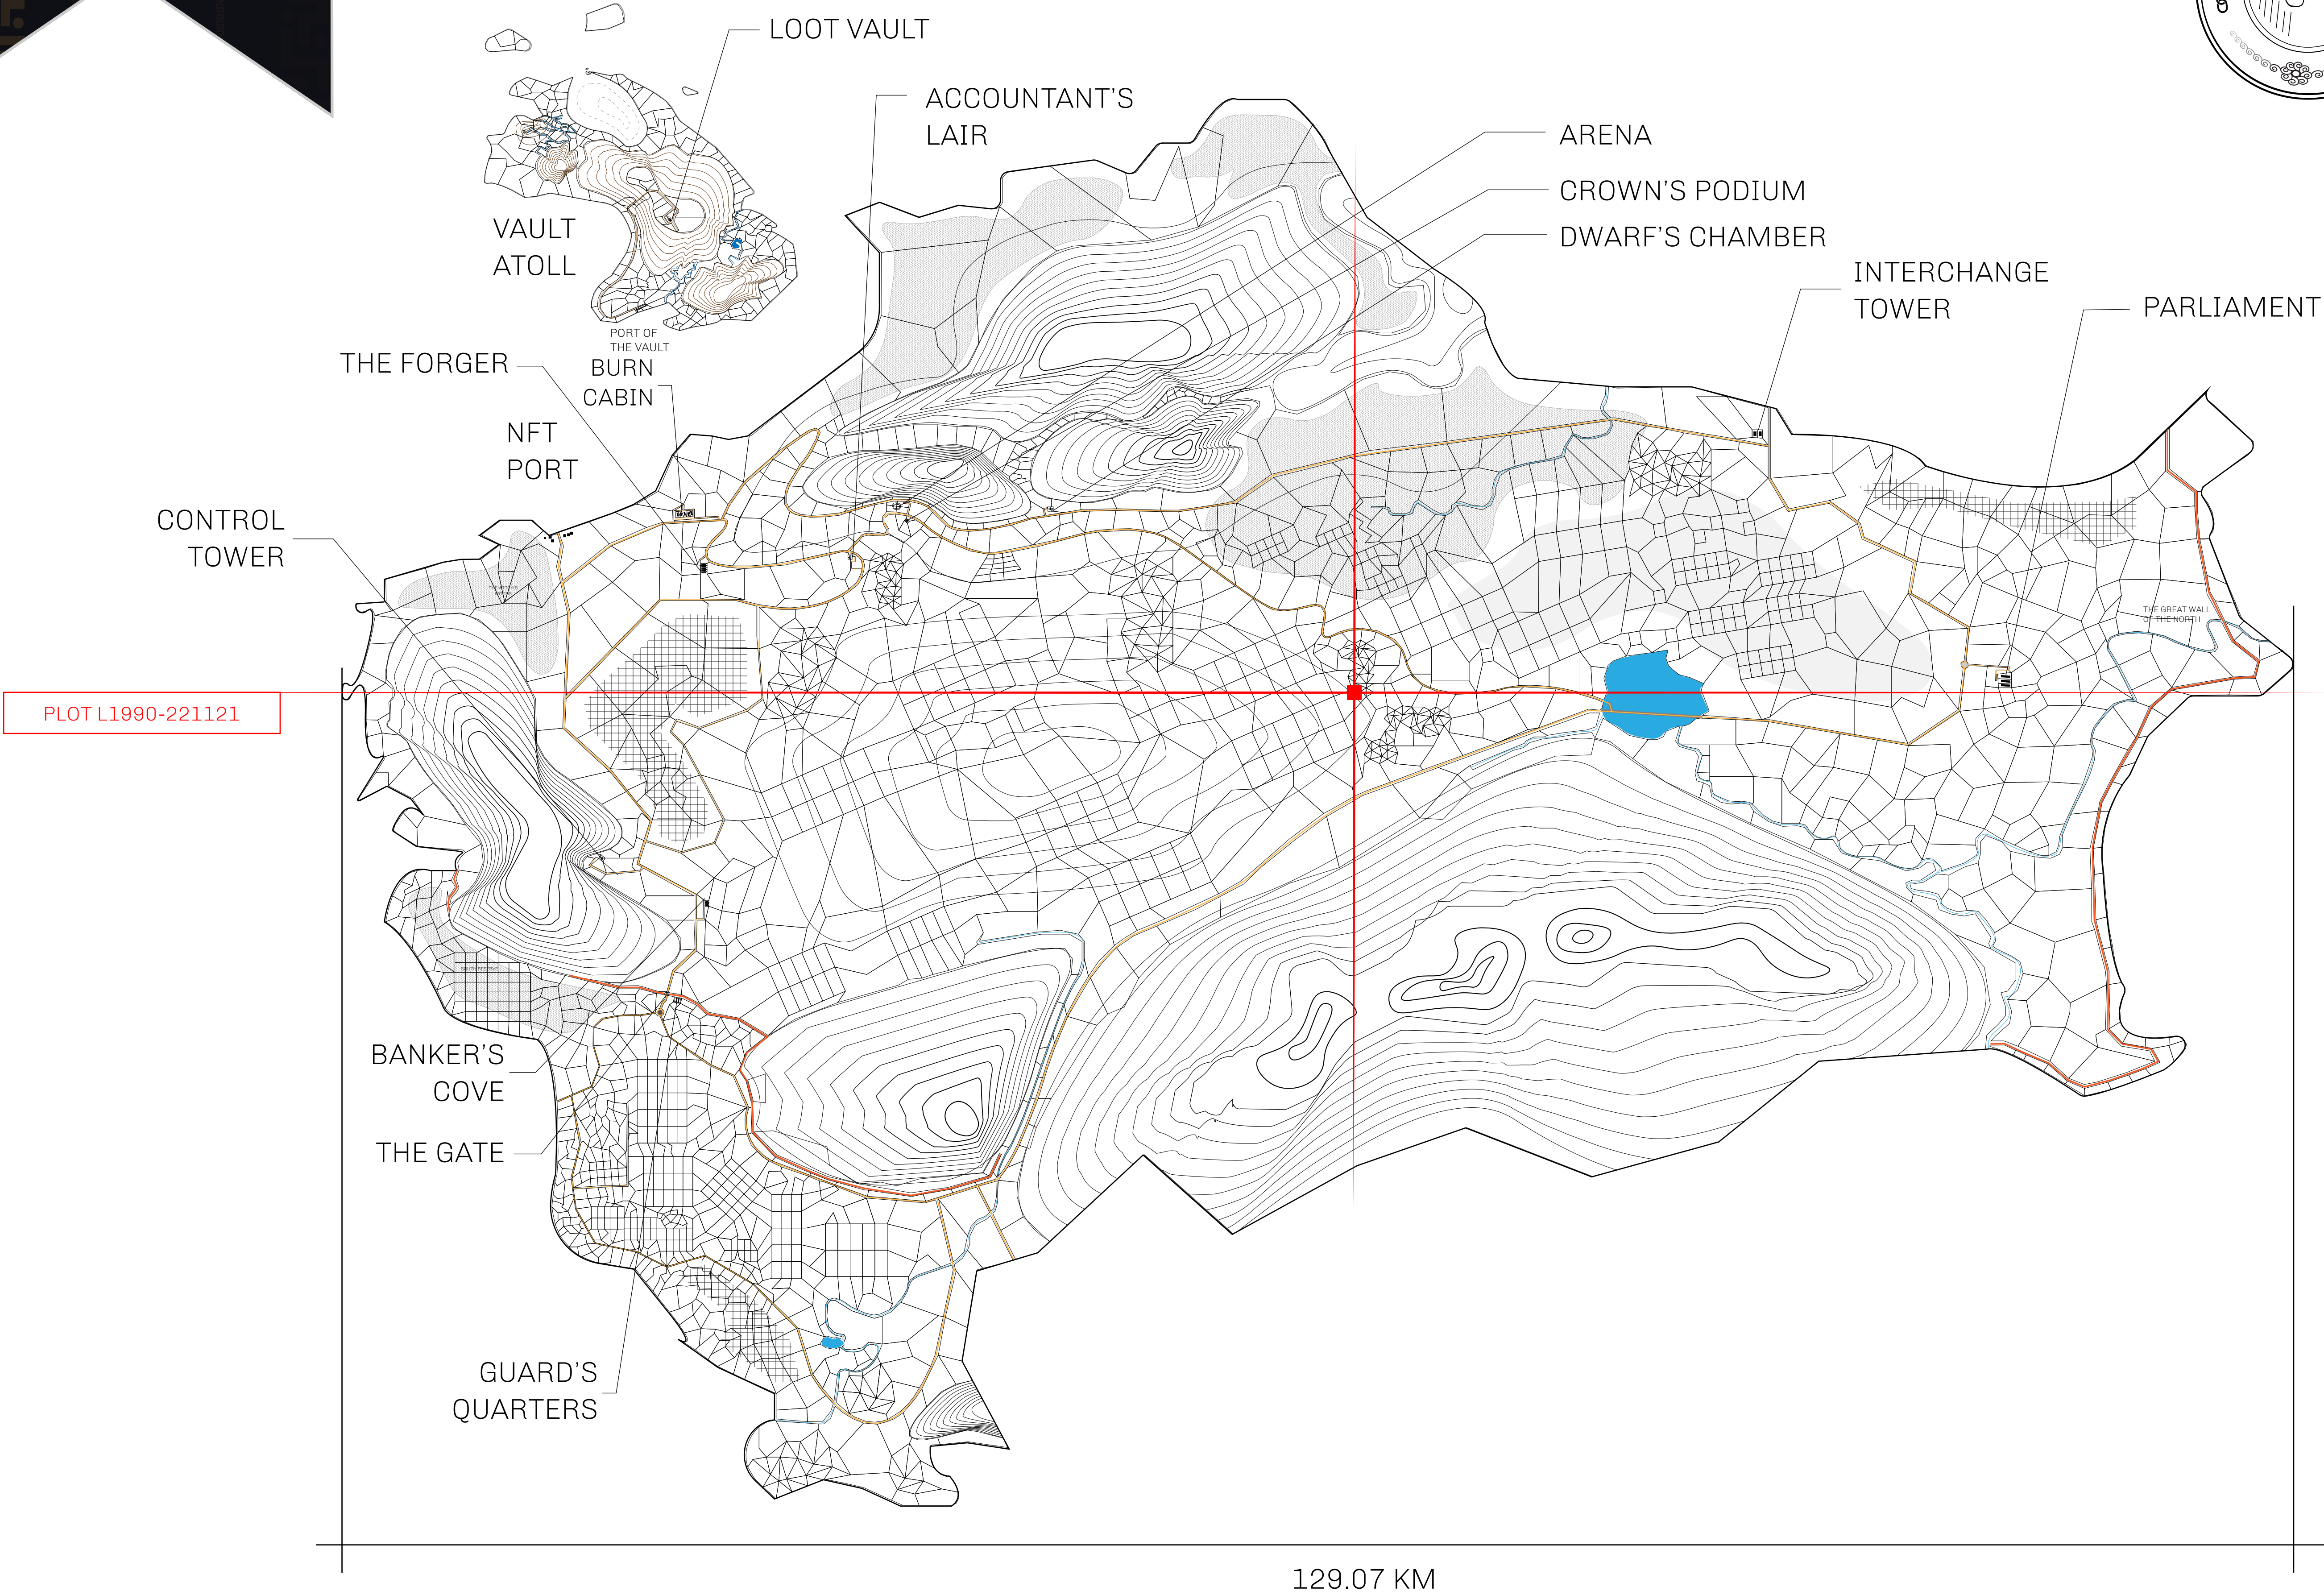 LOOT VAULT
ACCOUNTANT'S
LAIR
ARENA
CROWN'S PODIUM
DWARF'S CHAMBER
VAULT
ATOLL
INTERCHANGE
TOWER
PARLIAMENT
PORT OF
THE VAULT
THE FORGER
BURN
CABIN
NFT
PORT
CONTROL
TOWER
THE GREAT WALL
OF THE NORTH
PLOT L1990-221121
SOUTH RESERVE
BANKER'S
COVE
THE GATE
GUARD'S
QUARTERS
129.07 KM